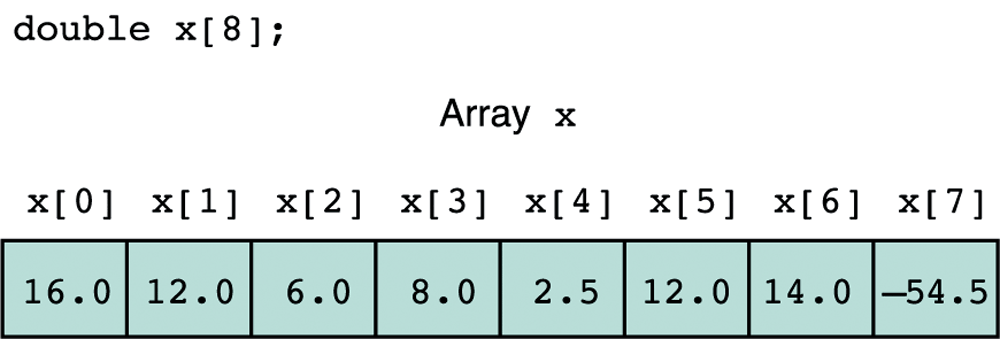 double x[8];
Array x
x[0] x[1] x[2] x[3] x[4] x[5] x[6] x[7]
16.0 12.0 6.0 8.0 2.5 12.0 14.0 –54.5